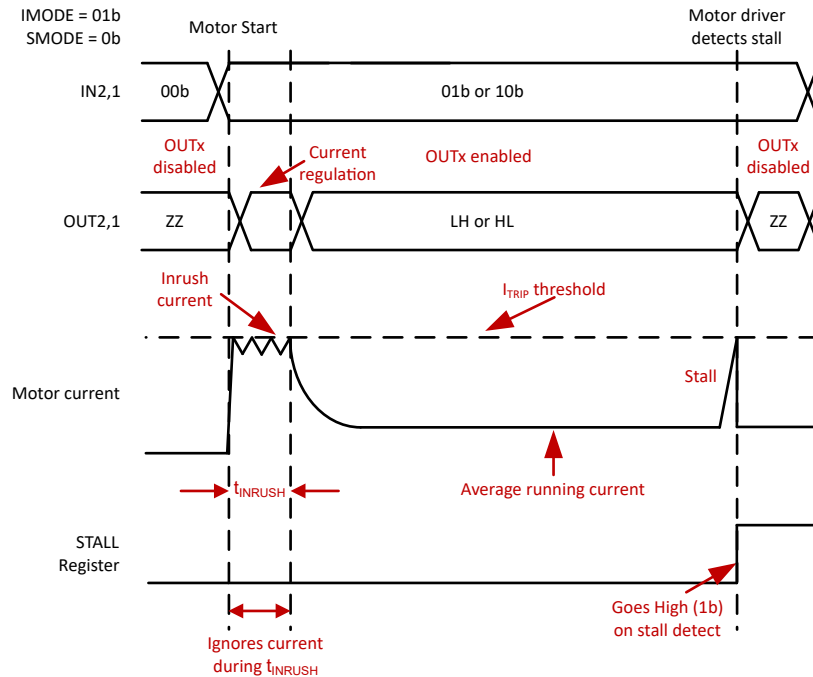 IMODE = 01b
SMODE = 0b
Motor Start
Motor driver
detects stall
IN2,1
00b
01b or 10b
OUTx
disabled
Current
regulation
OUTx enabled
OUTx
disabled
OUT2,1
ZZ
LH or HL
ZZ
Inrush
current
ITRIP threshold
Motor current
Stall
tINRUSH
Average running current
STALL
Register
Goes High (1b)
on stall detect
Ignores current
during tINRUSH